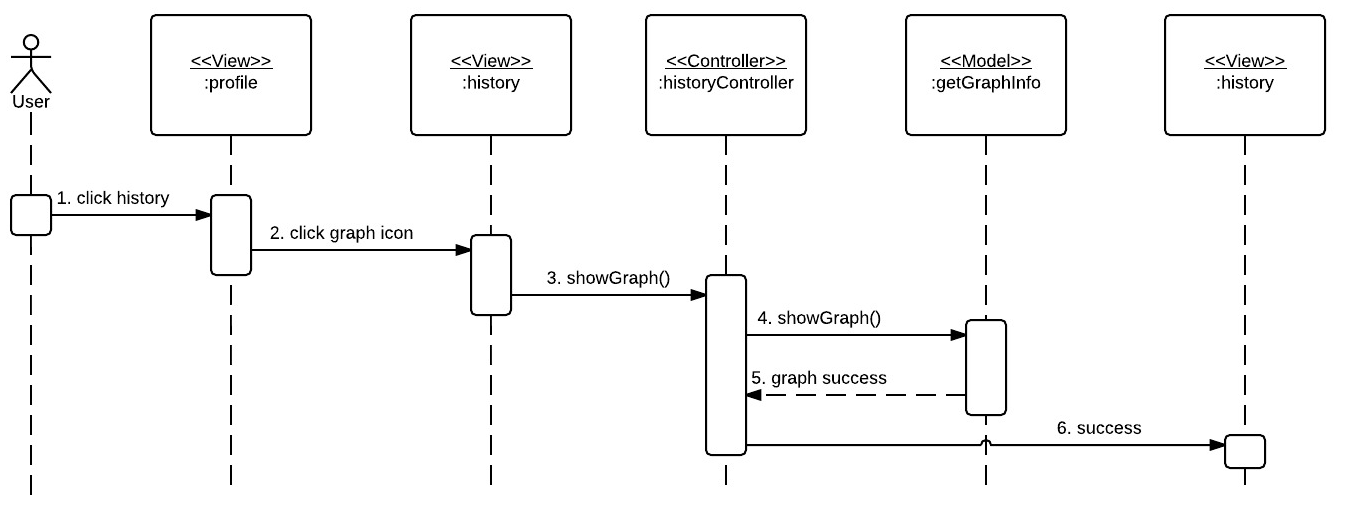 <<View>>
:profile
<<View>>
:history
<<Controller>>
:historyController
<<Model>>
:getGraphInfo
<<View>>
:history
User
1. click history
2. click graph icon
3. showGraph()
4. showGraph()
5. graph success
6. success